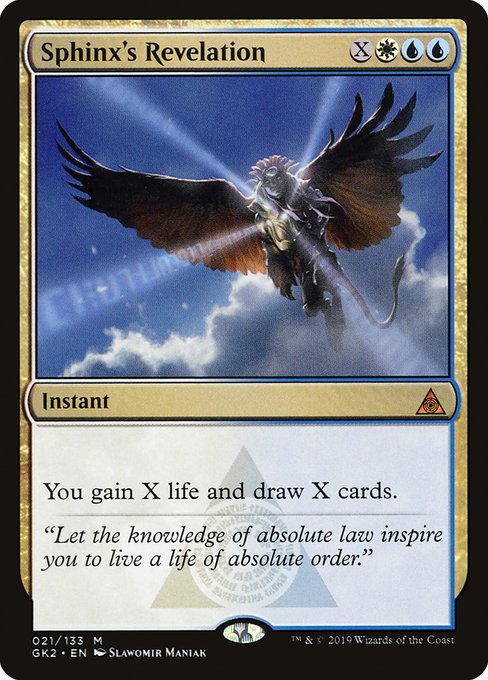 Sphinx's Revelation X
Instant
You gain X life and draw X cards.
“Let the knowledge of absolute law inspire
you to live a life of absolute order.”
021/133 M
GK2 • EN Slawomir Maniak
™ & © 2019 Wizards of the Coast